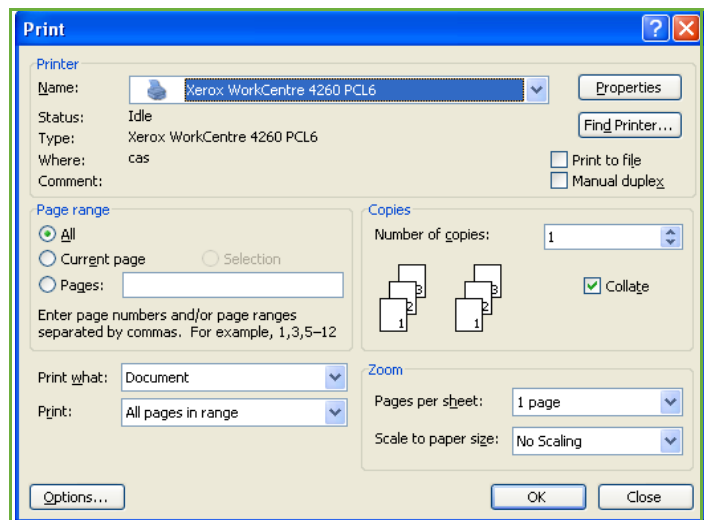 Print
Printer
Name: Xerox WorkCentre 4260 PCL6 Properties
Status: Idle
Type: Xerox WorkCentre 4260 PCL6 Find Printer...
Where: cas Print to file
Comment: Manual duplex
Page range
All
Current page Selection
Pages:
Enter page numbers and/or page ranges
separated by commas. For example, 1,3,5–12
Copies
Number of copies: 1
3 3
2 2
1 1
Collate
Print what: Document
Print: All pages in range
Zoom
Pages per sheet: 1 page
Scale to paper size: No Scaling
Options... OK Close